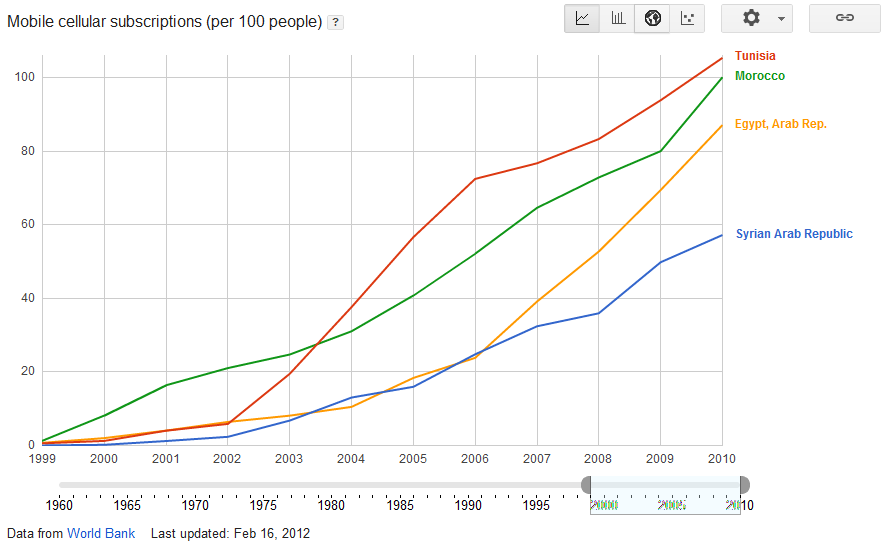 Mobile cellular subscriptions (per 100 people) ?
Tunisia
Morocco
Egypt, Arab Rep.
Syrian Arab Republic
100
80
60
40
20
0
1999 2000 2001 2002 2003 2004 2005 2006 2007 2008 2009 2010
1960 1965 1970 1975 1980 1985 1990 1995 2000 2005 2010
Data from World Bank Last updated: Feb 16, 2012